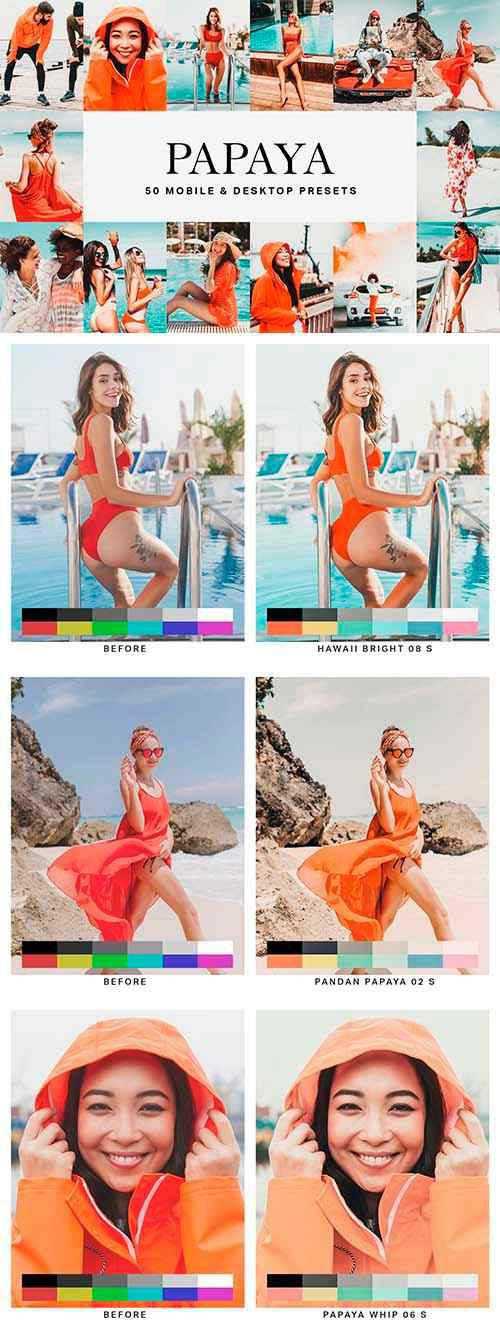 PAPAYA
50 MOBILE & DESKTOP PRESETS
BEFORE
HAWAII BRIGHT 08 S
BEFORE
PANDAN PAPAYA 02 S
BEFORE
PAPAYA WHIP 06 S